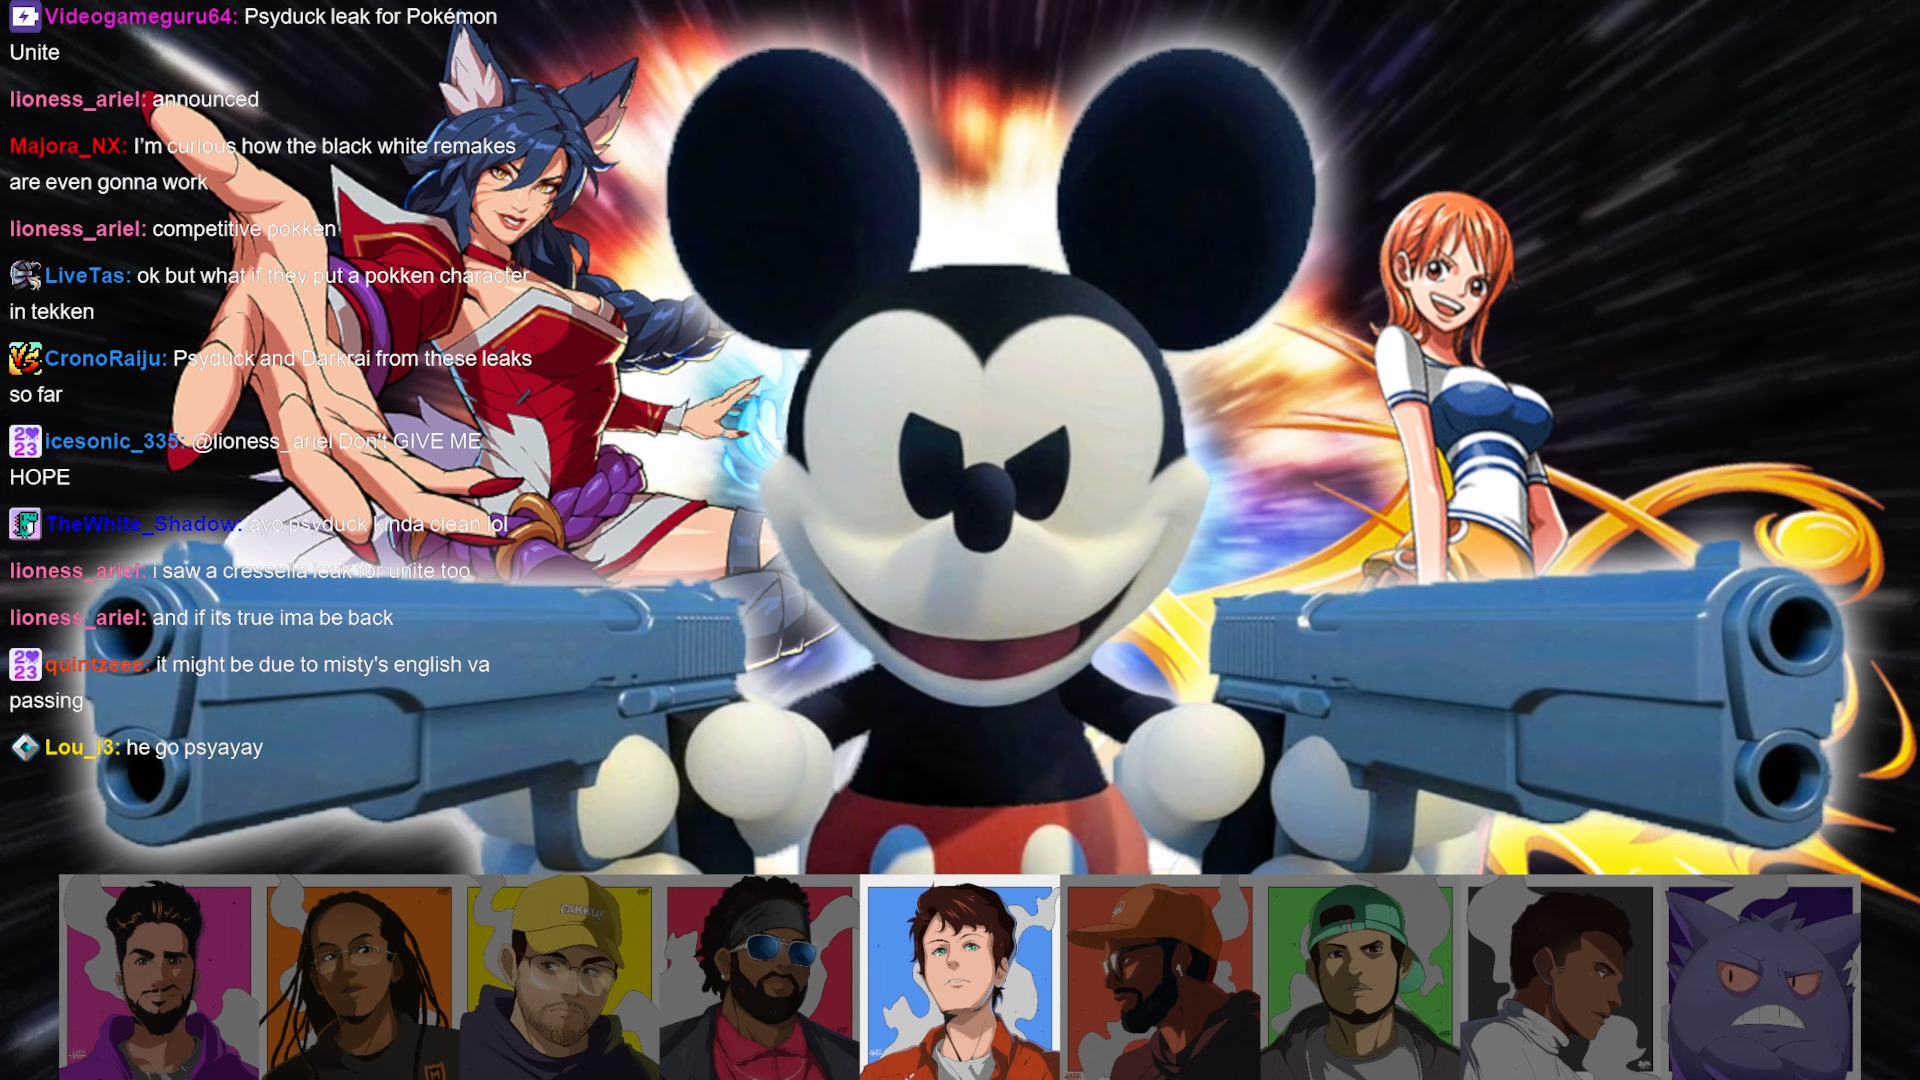 Videogameguru64: Psyduck leak for Pokémon
Unite
lioness_ariel: announced
Majora_NX: I'm curious how the black white remakes
are even gonna work
lioness_ariel: competitive pokken
LiveTas: ok but what if they put a pokken character
in tekken
VS CronoRaiju: Psyduck and Darkrai from these leaks
so far
2023 icesonic_335: @lioness_ariel Don't GIVE ME
HOPE
TheWhite_Shadow: ayo psyduck kinda clean lol
lioness_ariel: i saw a cressella leak for unite too
lioness_ariel: and if its true ima be back
2023 quintzeee: it might be due to misty's english va
passing
Lou_l3: he go psyayay
FAKKU!